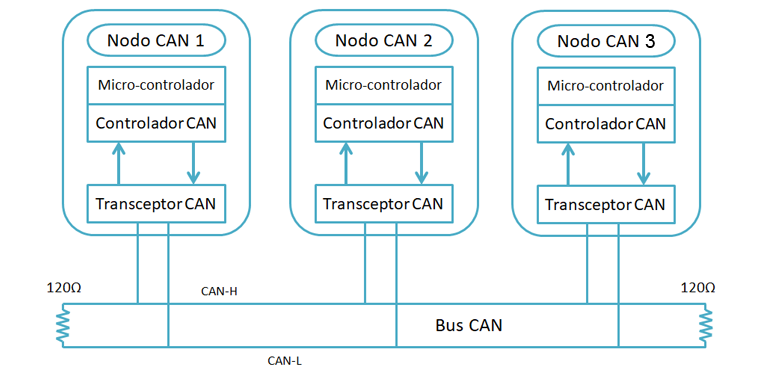 Nodo CAN 1
Nodo CAN 2
Nodo CAN 3
Micro-controlador
Micro-controlador
Micro-controlador
Controlador CAN
Controlador CAN
Controlador CAN
Transceptor CAN
Transceptor CAN
Transceptor CAN
120Ω
120Ω
CAN-H
Bus CAN
CAN-L